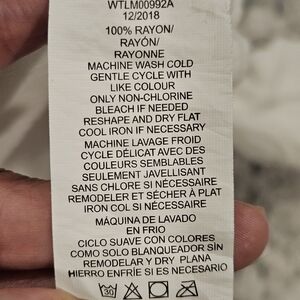 WTLM00992A
12/2018
100% RAYON/
RAYÓN/
RAYONNE
MACHINE WASH COLD
GENTLE CYCLE WITH
LIKE COLOUR
ONLY NON-CHLORINE
BLEACH IF NEEDED
RESHAPE AND DRY FLAT
COOL IRON IF NECESSARY
MACHINE LAVAGE FROID
CYCLE DÉLICAT AVEC DES
COULEURS SEMBLABLES
SEULEMENT JAVELLISANT
SANS CHLORE SI NÉCESSAIRE
REMODELER ET SÉCHER À PLAT
IRON COL SI NÉCESSAIRE
MÁQUINA DE LAVADO
EN FRIO
CICLO SUAVE CON COLORES
COMO SOLO BLANQUEADOR SIN
REMODELAR Y DRY PLANA
HIERRO ENFRÍE SI ES NECESARIO
30